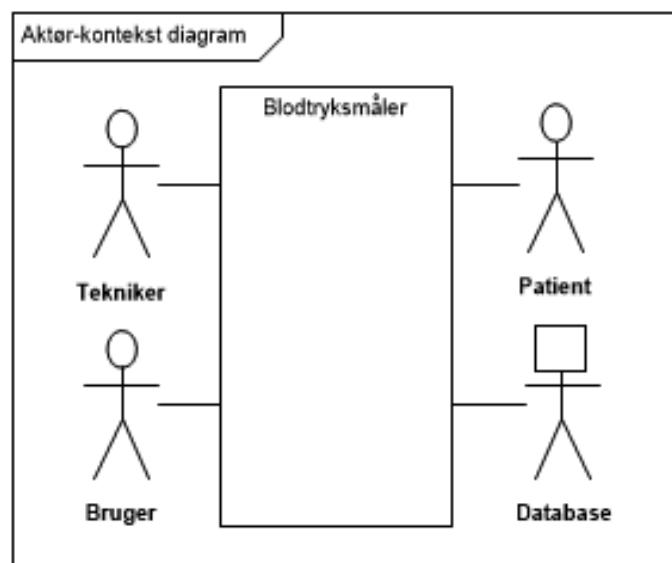 Aktør-kontekst diagram
Blodtryksmåler
Tekniker
Patient
Bruger
Database